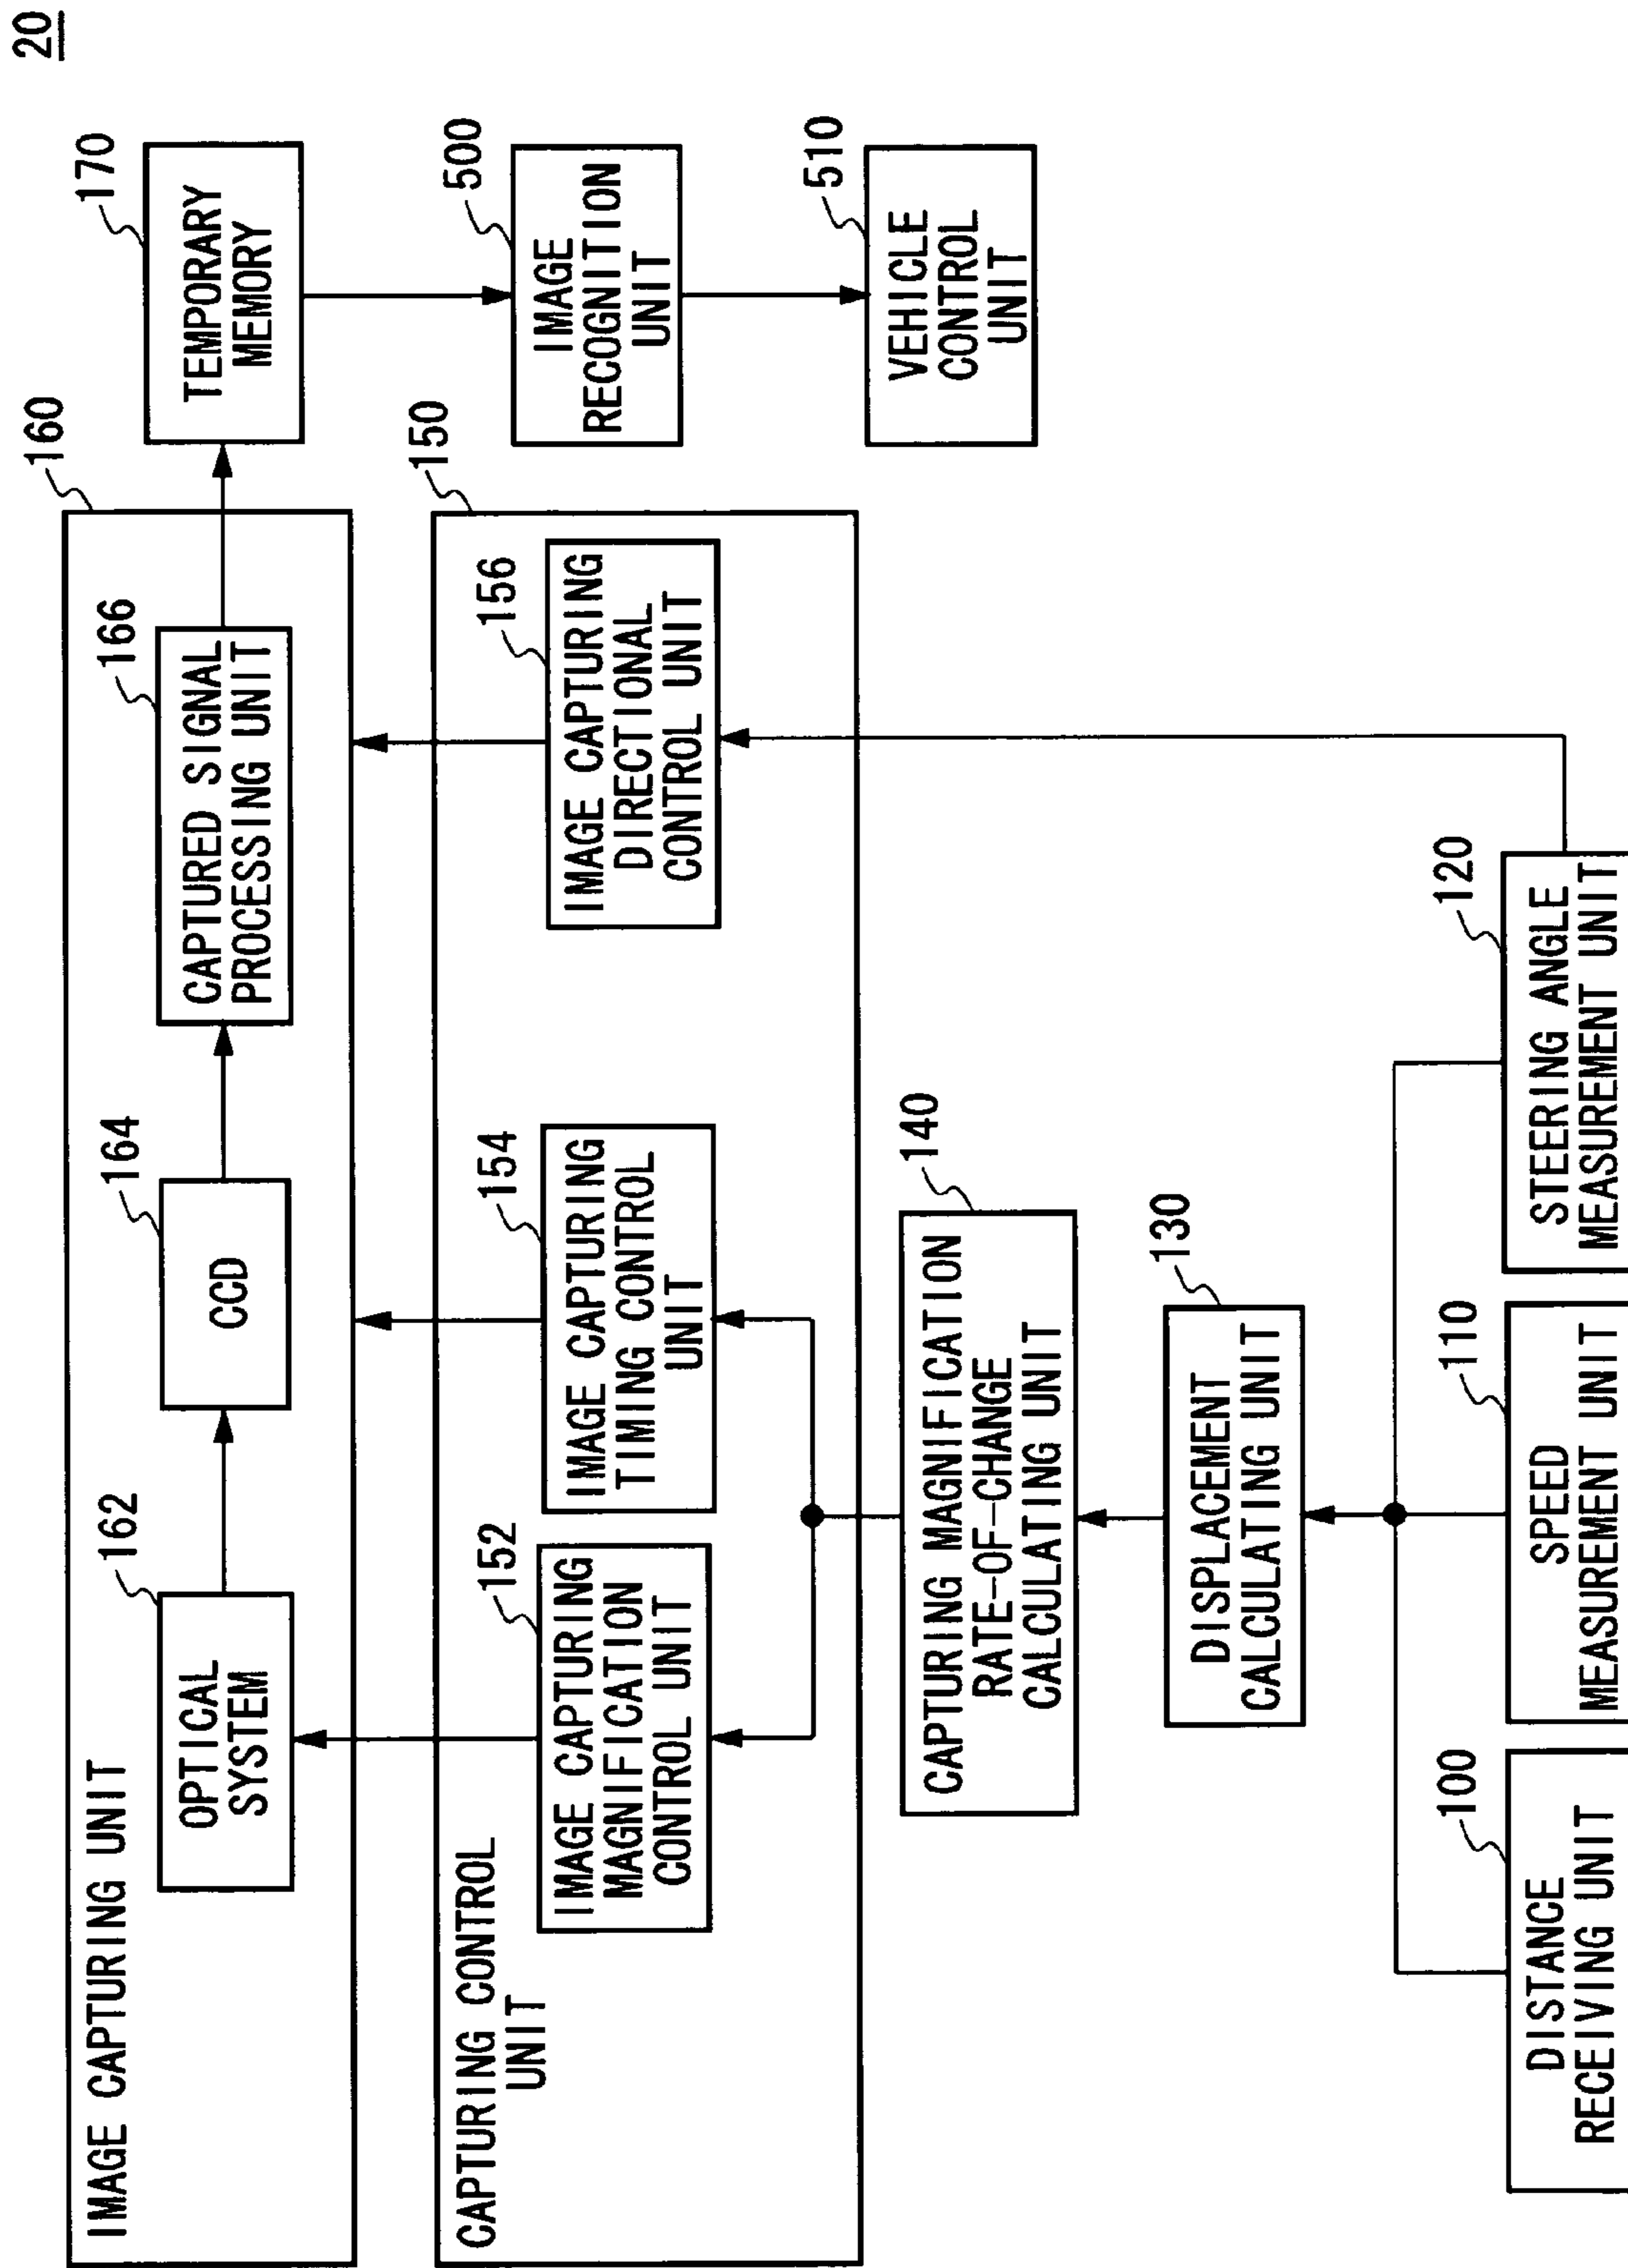 20
IMAGE CAPTURING UNIT
160
OPTICAL
SYSTEM
162
CCD
164
CAPTURED SIGNAL
PROCESSING UNIT
166
TEMPORARY
MEMORY
170
CAPTURING CONTROL
UNIT
150
IMAGE CAPTURING
MAGNIFICATION
CONTROL UNIT
152
IMAGE CAPTURING
TIMING CONTROL
UNIT
154
IMAGE CAPTURING
DIRECTIONAL
CONTROL UNIT
156
IMAGE
RECOGNITION
UNIT
500
VEHICLE
CONTROL
UNIT
510
CAPTURING MAGNIFICATION
RATE-OF-CHANGE
CALCULATING UNIT
140
DISPLACEMENT
CALCULATING UNIT
130
DISTANCE
RECEIVING UNIT
100
SPEED
MEASUREMENT UNIT
110
STEERING ANGLE
MEASUREMENT UNIT
120